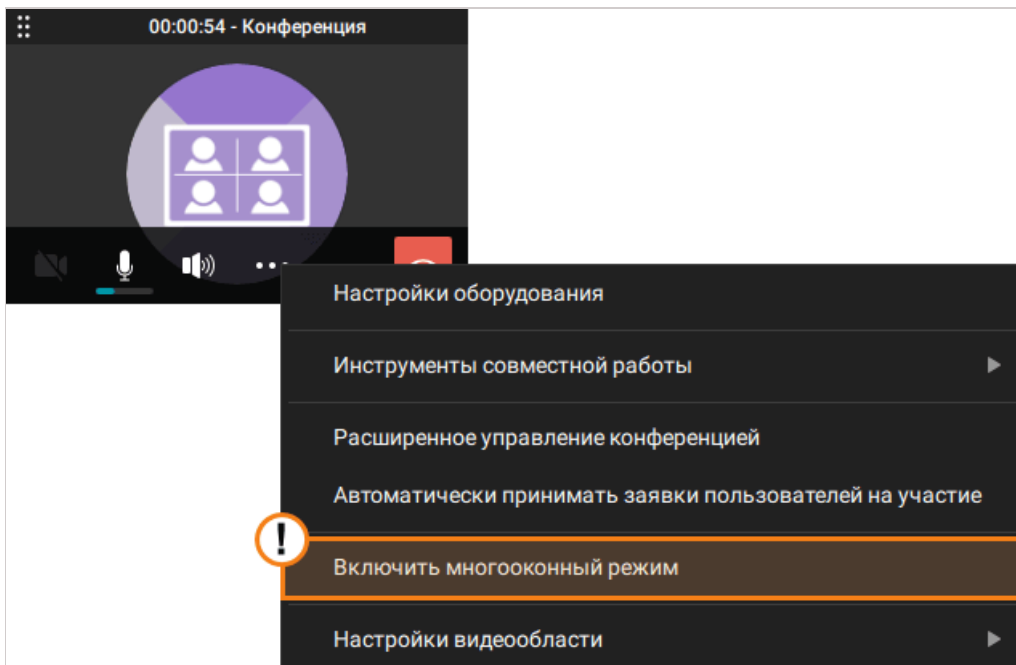 00:00:54 - Конференция
Настройки оборудования
Инструменты совместной работы
Расширенное управление конференцией
Автоматически принимать заявки пользователей на участие
!
Включить многооконный режим
Настройки видеообласти